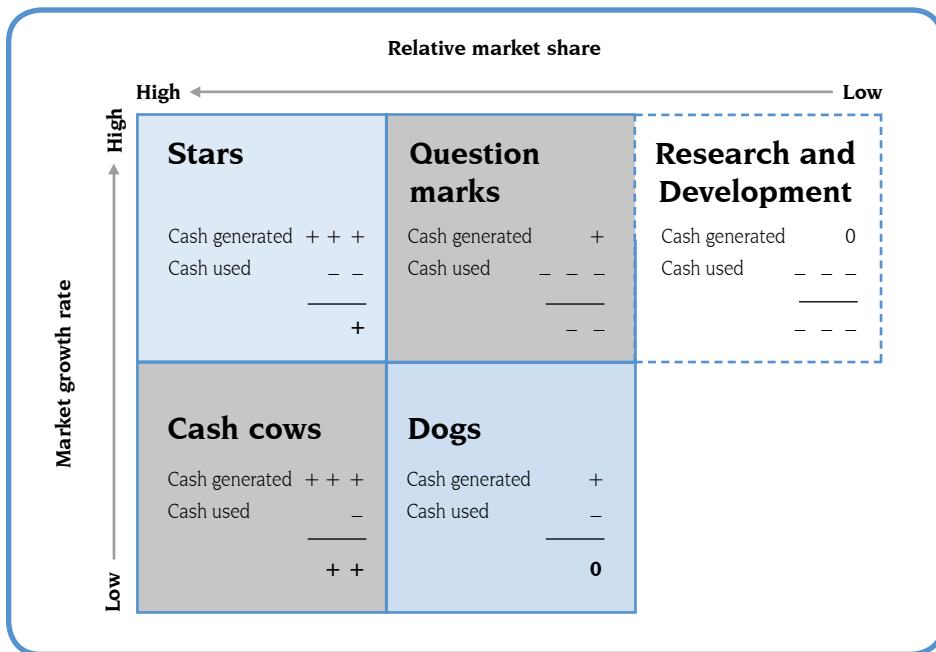 Relative market share
High
Low
High
Market growth rate
Low
Stars
Cash generated + + +
Cash used – –
+
Question
marks
Cash generated +
Cash used – – –
– –
Research and
Development
Cash generated 0
Cash used – – –
– – –
Cash cows
Cash generated + + +
Cash used –
+ +
Dogs
Cash generated +
Cash used –
0